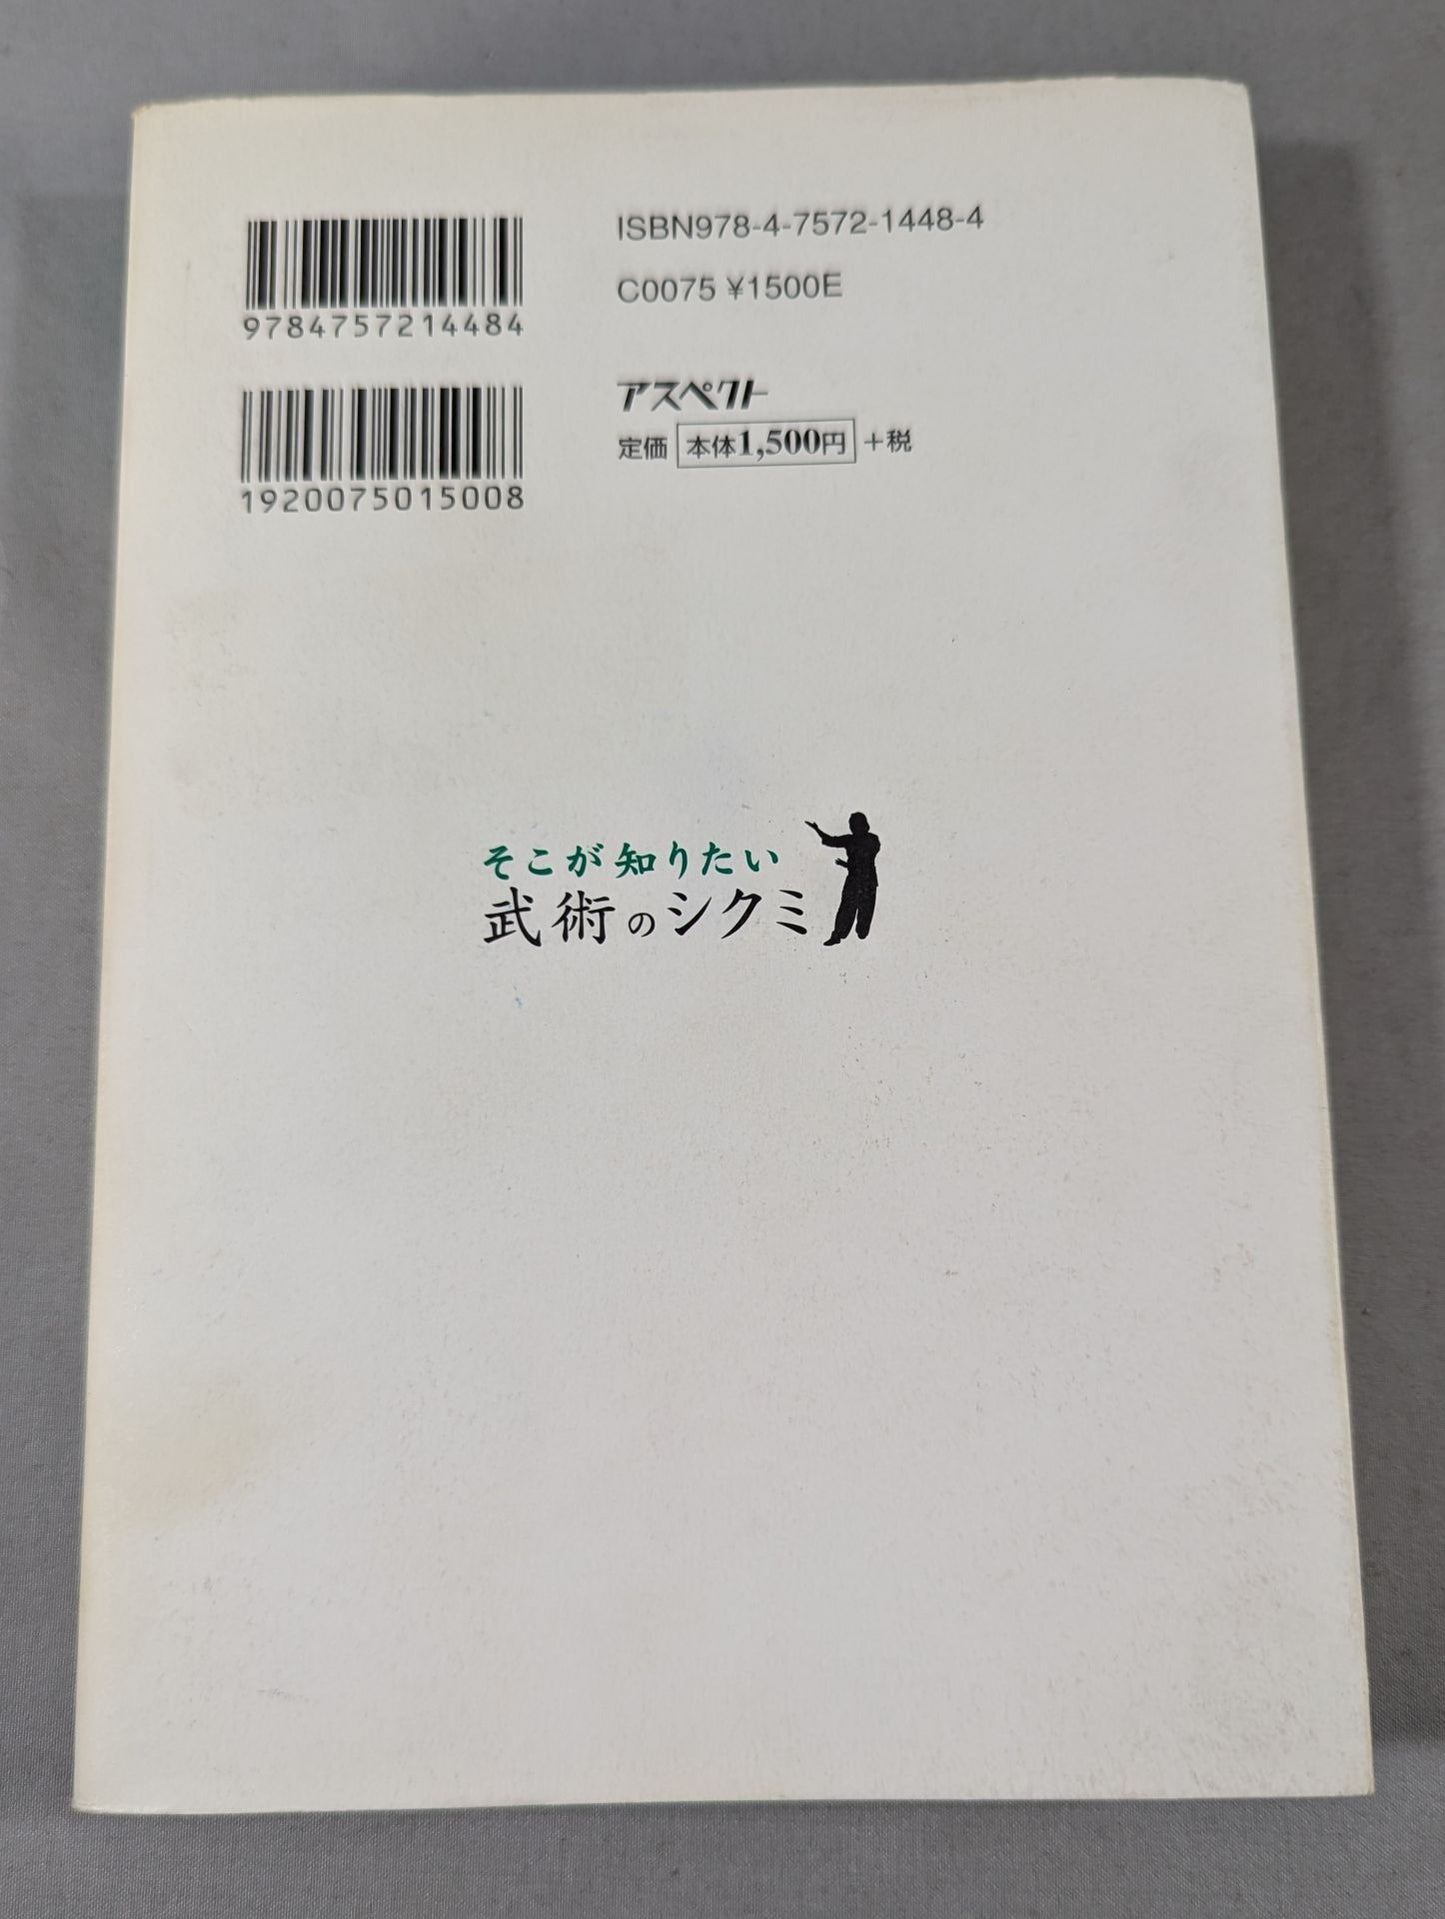 9784757214484
1920075015008
ISBN978-4-7572-1448-4
C0075 ¥1500E
アスペクト
定価 本体1,500円 +税
そこが知りたい
武術のシクミ